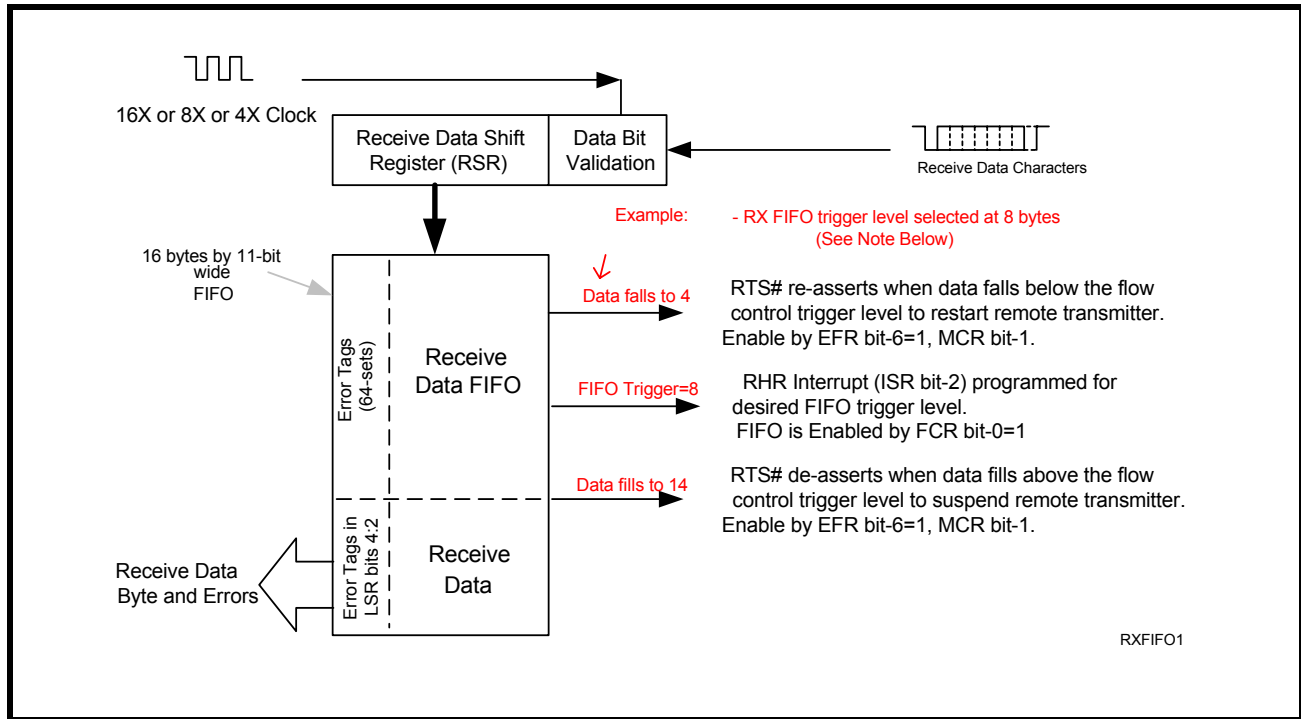 16X or 8X or 4X Clock
Receive Data Shift
Register (RSR)
Data Bit
Validation
Receive Data Characters
Example:
- RX FIFO trigger level selected at 8 bytes
(See Note Below)
16 bytes by 11-bit
wide
FIFO
Error Tags
(64-sets)
Receive
Data FIFO
Data falls to 4
RTS# re-asserts when data falls below the flow
control trigger level to restart remote transmitter.
Enable by EFR bit-6=1, MCR bit-1.
FIFO Trigger=8
RHR Interrupt (ISR bit-2) programmed for
desired FIFO trigger level.
FIFO is Enabled by FCR bit-0=1
Data fills to 14
RTS# de-asserts when data fills above the flow
control trigger level to suspend remote transmitter.
Enable by EFR bit-6=1, MCR bit-1.
Error Tags in
LSR bits 4:2
Receive
Data
Receive Data
Byte and Errors
RXFIFO1